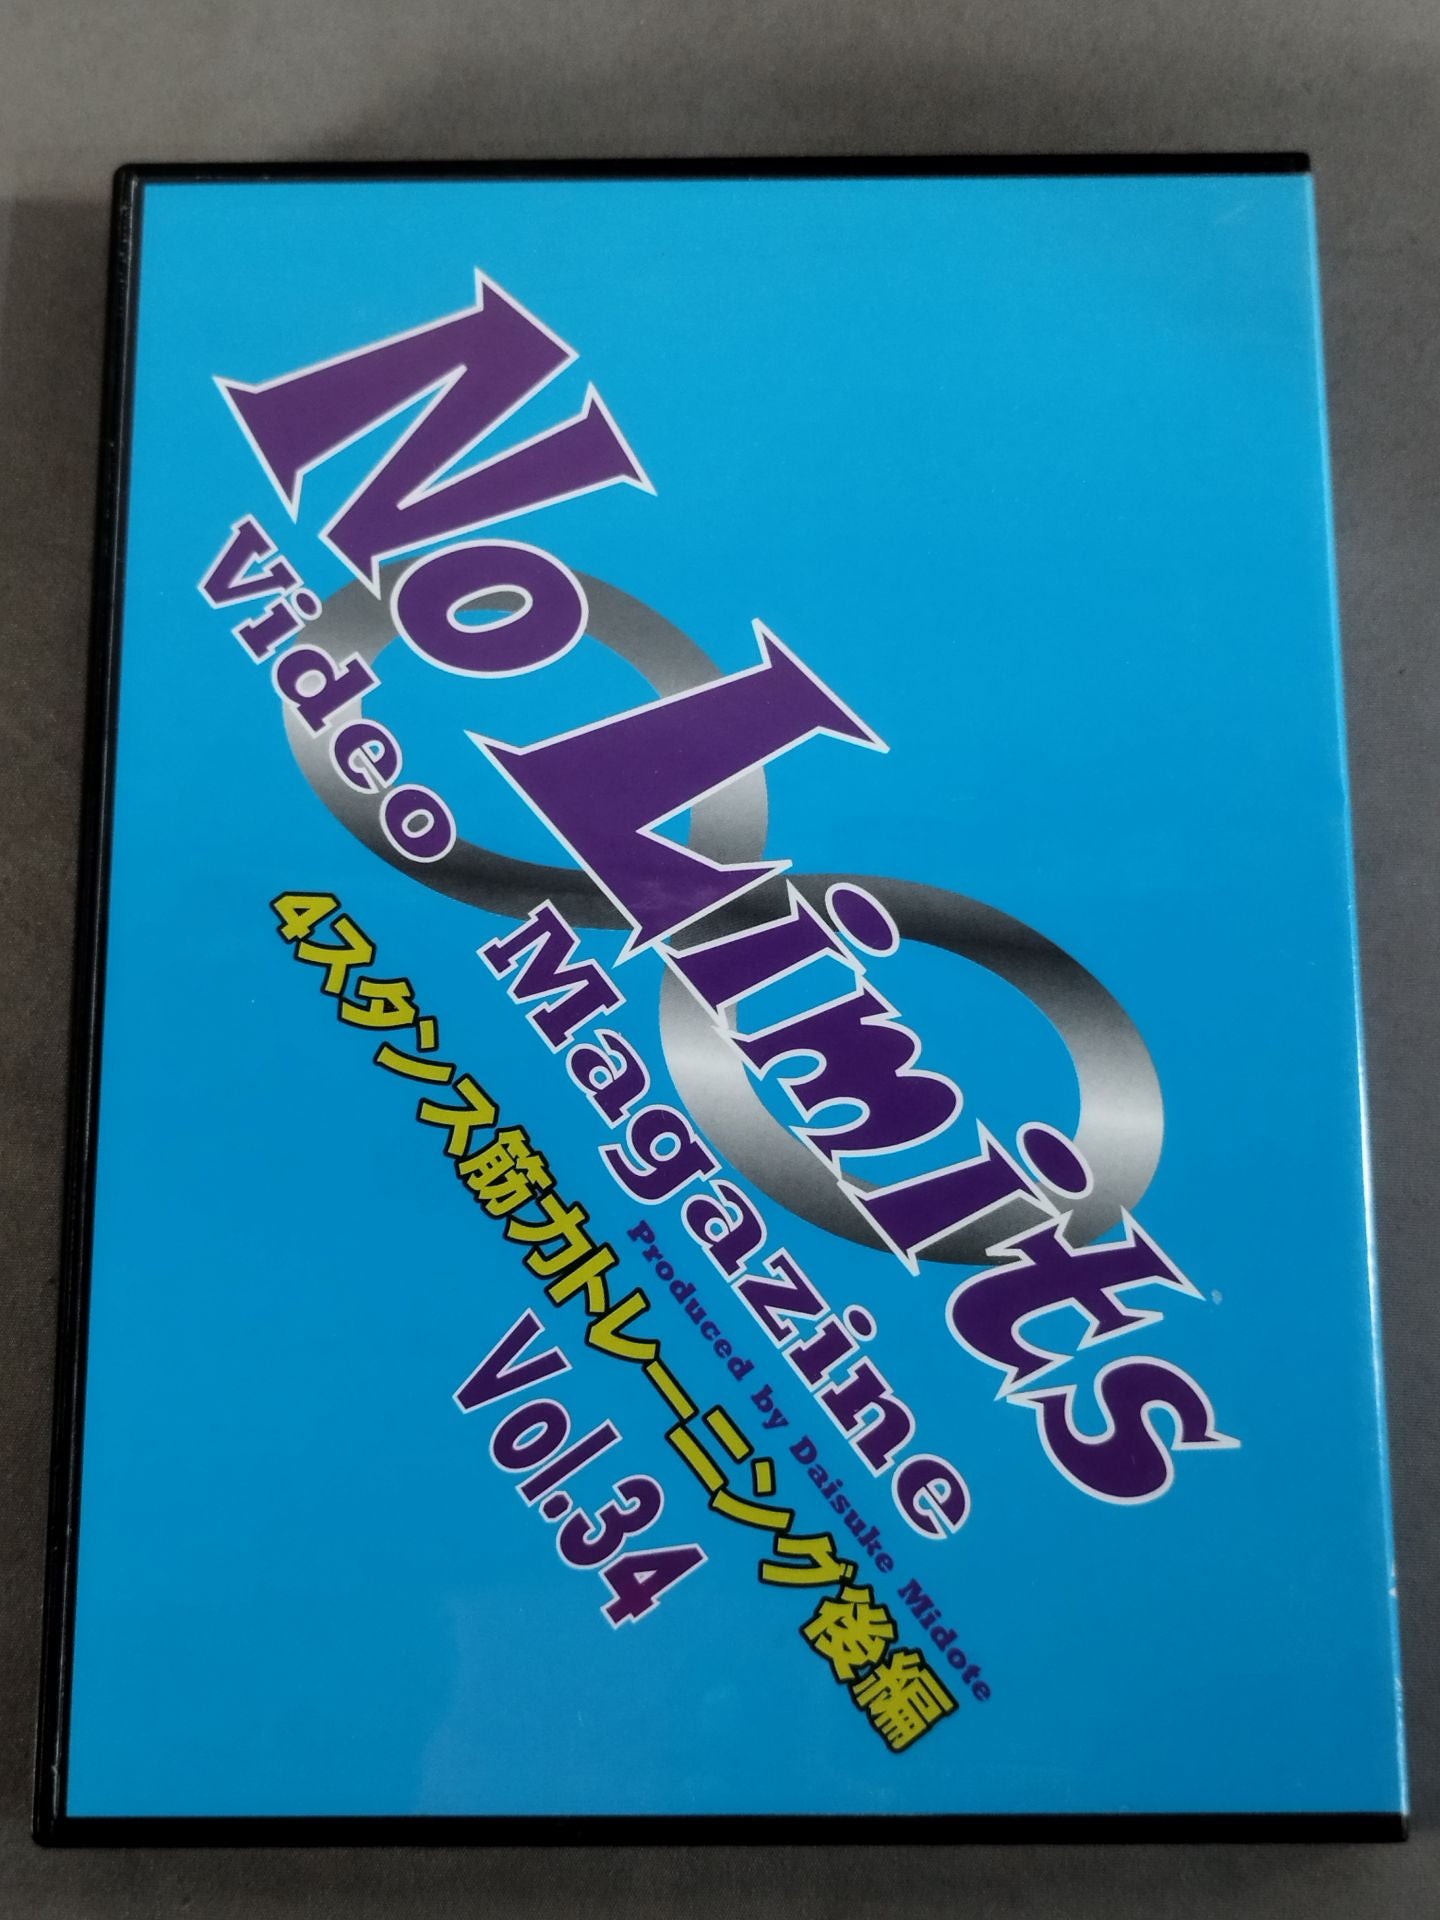 No Limits
Video Magazine
Produced by Daisuke Midote
4スタンス筋力トレーニング後編
Vol.34